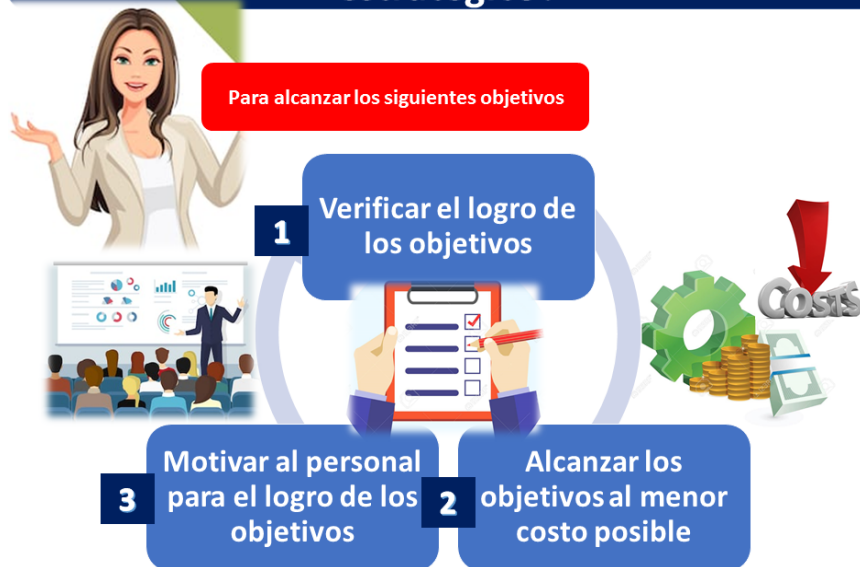 Para alcanzar los siguientes objetivos
1
Verificar el logro de
los objetivos
COSTS
3
Motivar al personal
para el logro de los
objetivos
2
Alcanzar los
objetivos al menor
costo posible